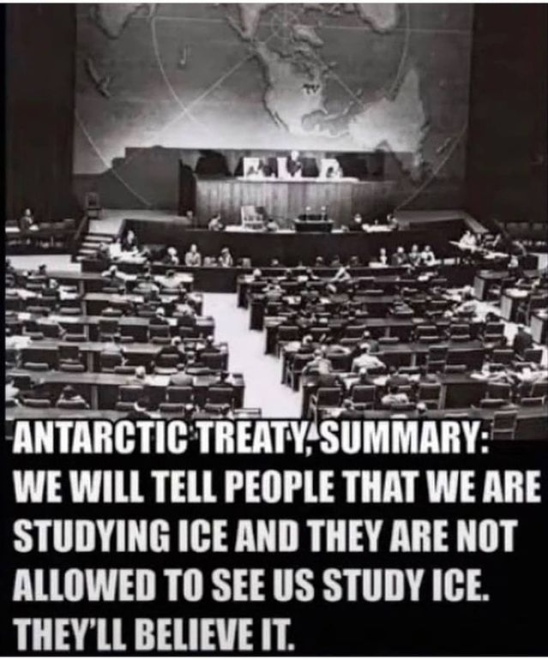 ANTARCTIC TREATY, SUMMARY:
WE WILL TELL PEOPLE THAT WE ARE
STUDYING ICE AND THEY ARE NOT
ALLOWED TO SEE US STUDY ICE.
THEY'LL BELIEVE IT.